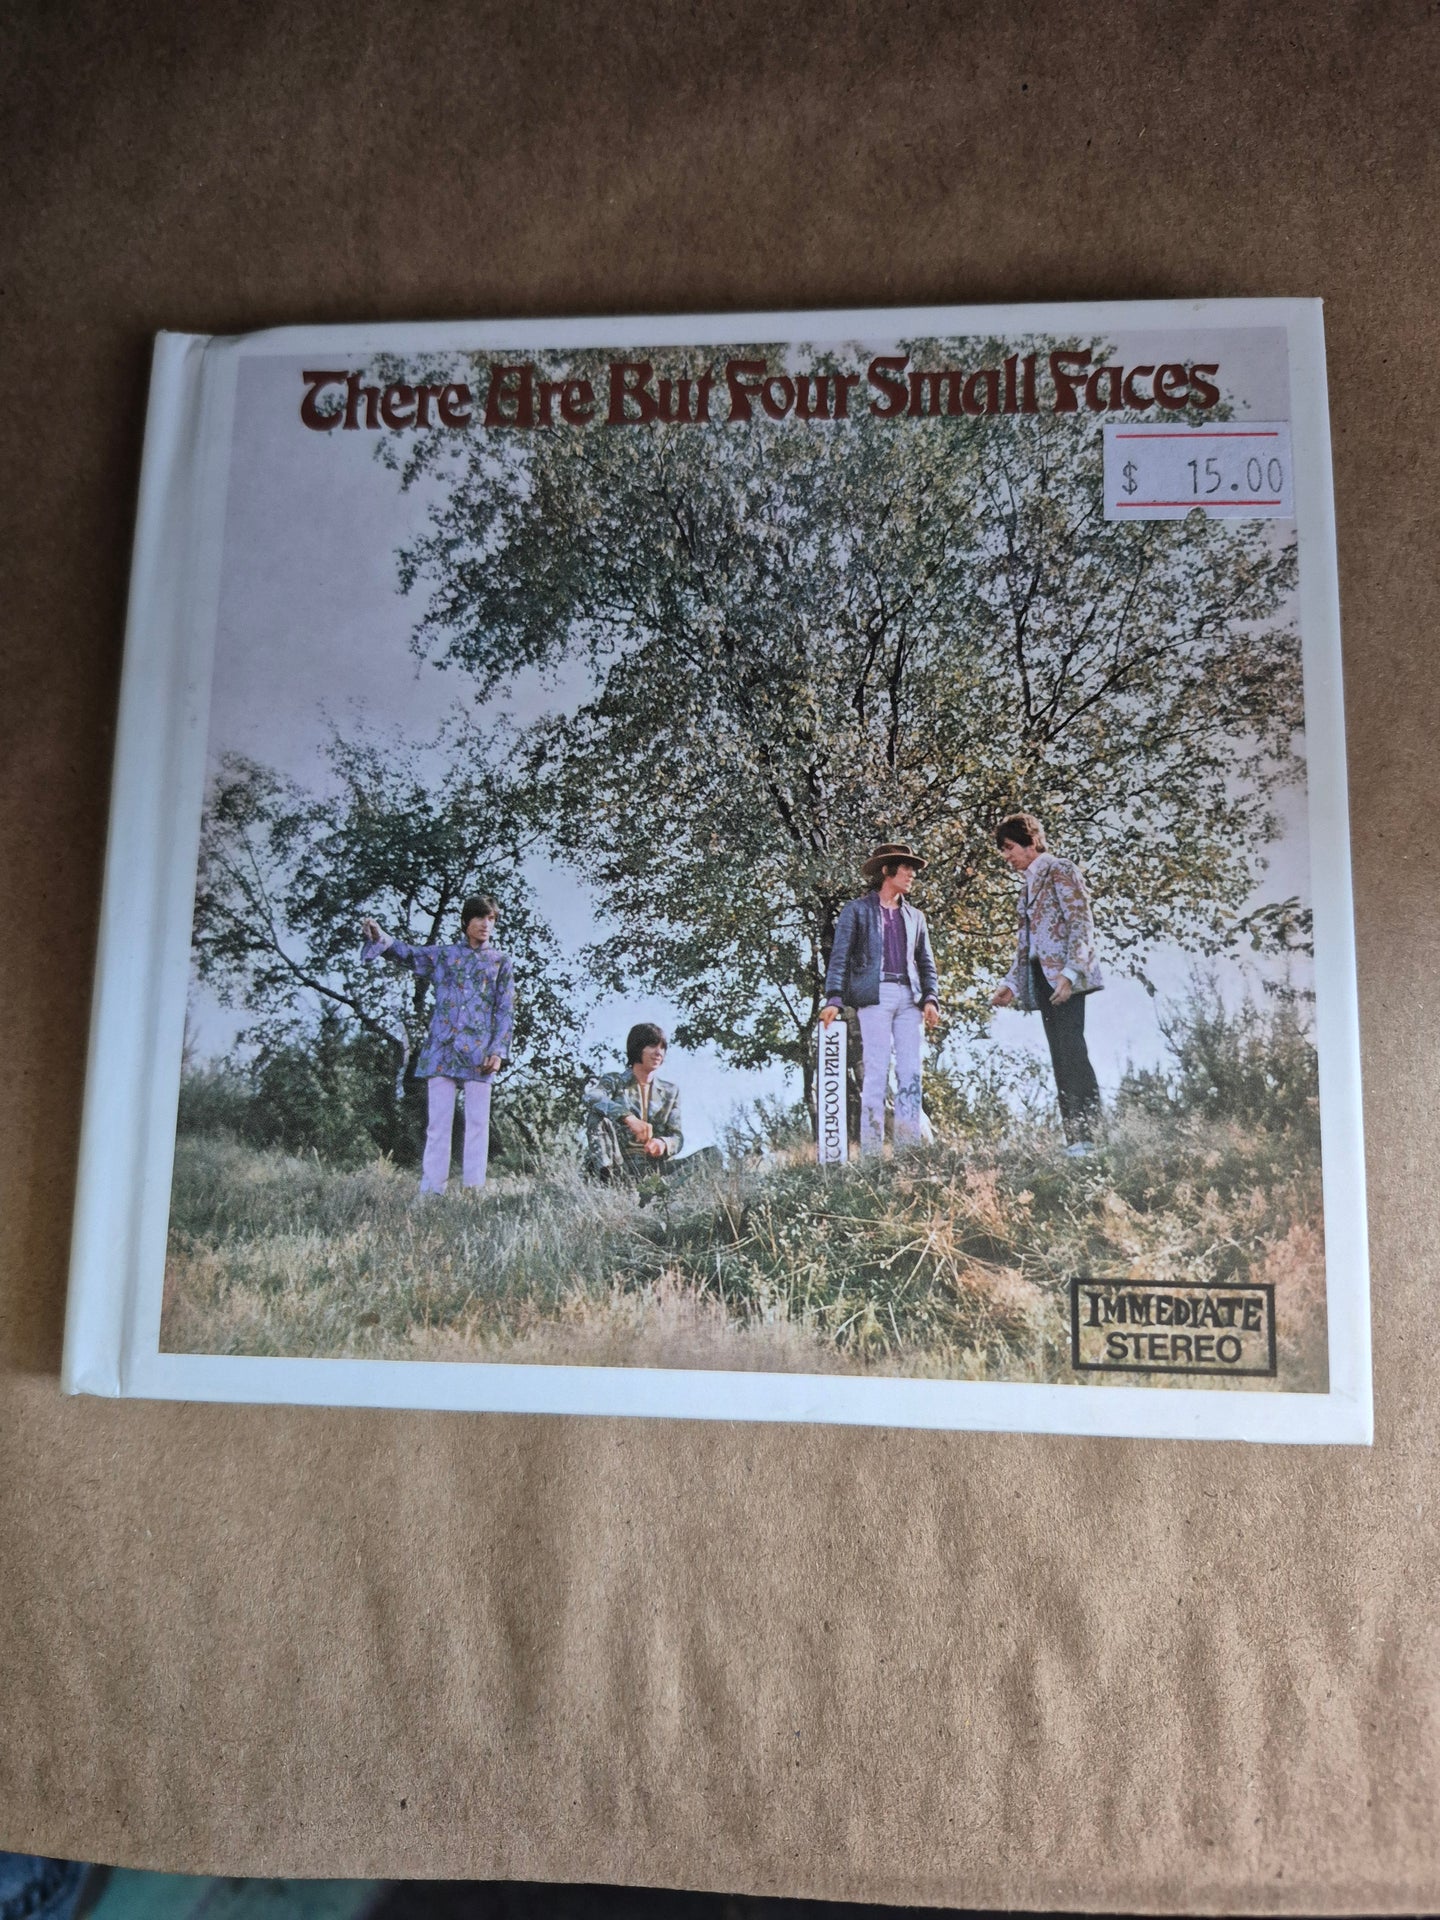 There Are But Four Small Faces
$ 15.00
ITCHYCOO PARK
IMMEDIATE
STEREO